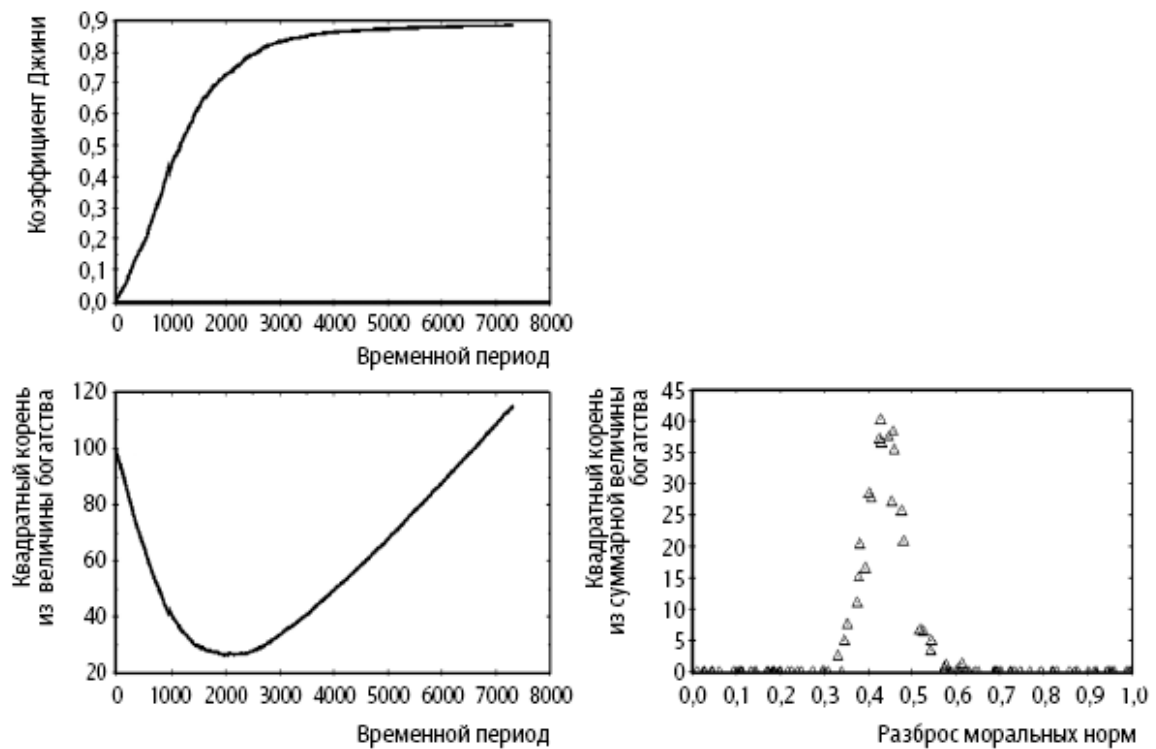 Коэффициент Джини
0,9
0,8
0,7
0,6
0,5
0,4
0,3
0,2
0,1
0,0
0 1000 2000 3000 4000 5000 6000 7000 8000
Временной период
Квадратный корень
из величины богатства
120
100
80
60
40
20
0 1000 2000 3000 4000 5000 6000 7000 8000
Временной период
Квадратный корень
из суммарной величины
богатства
45
40
35
30
25
20
15
10
5
0
0,0 0,1 0,2 0,3 0,4 0,5 0,6 0,7 0,8 0,9 1,0
Разброс моральных норм